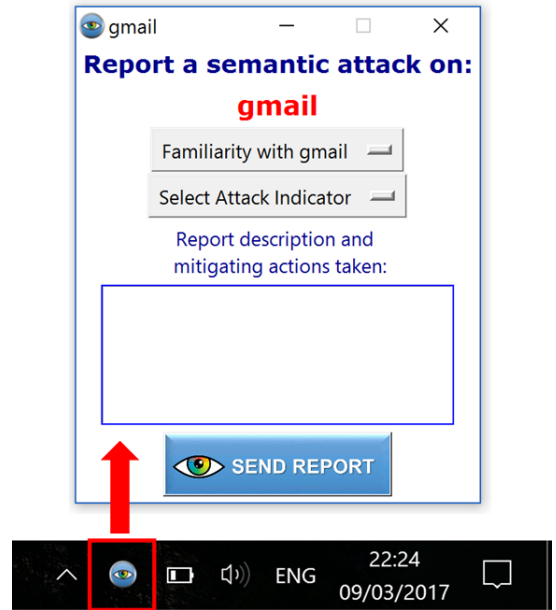 gmail
Report a semantic attack on:
gmail
Familiarity with gmail
Select Attack Indicator
Report description and
mitigating actions taken:
SEND REPORT
ENG
22:24
09/03/2017